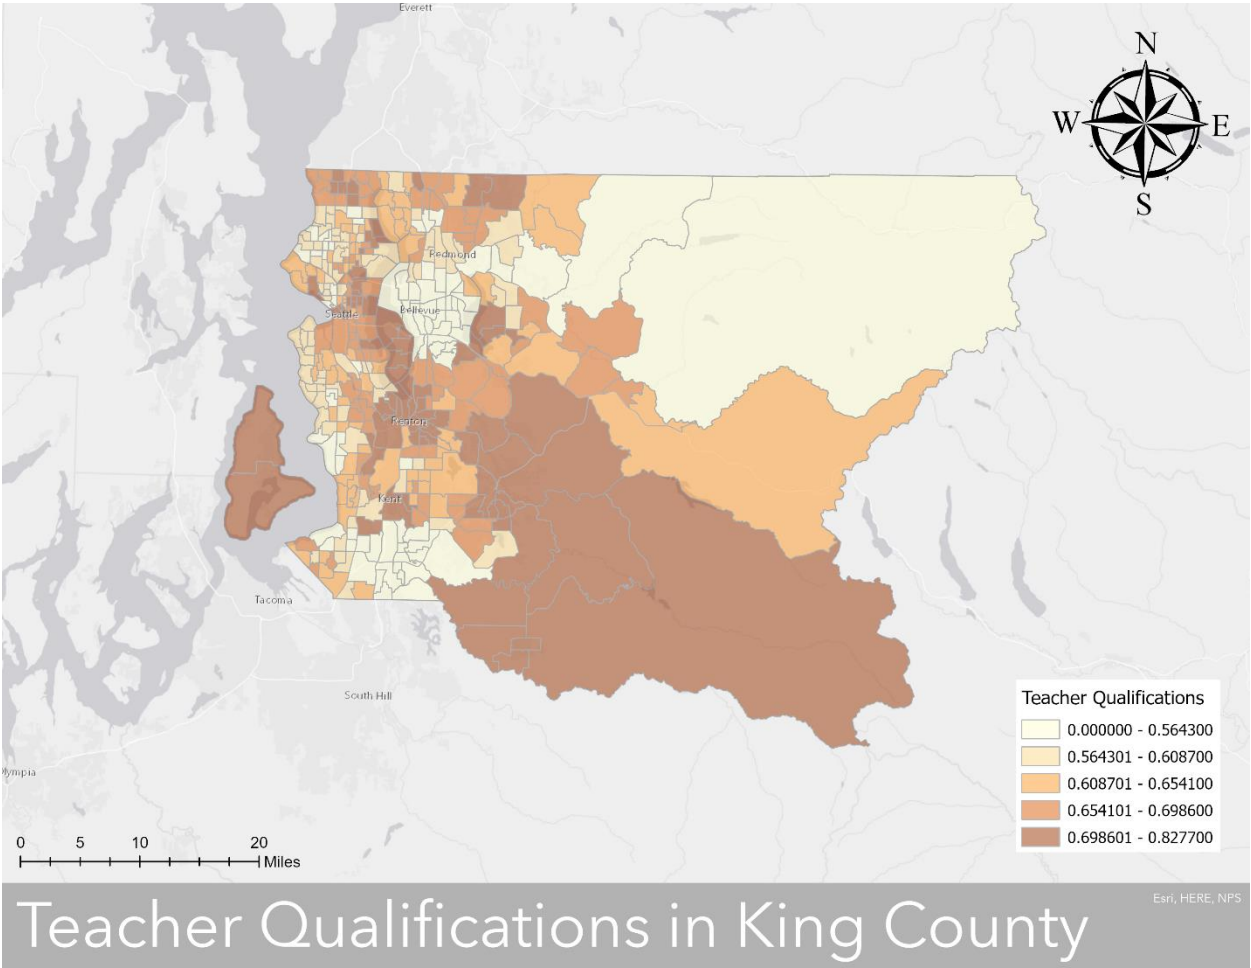 Everett
N
W
E
S
Redmond
Seattle
Bellevue
Renton
Kent
Tacoma
South Hill
lympia
Teacher Qualifications
0.000000 - 0.564300
0.564301 - 0.608700
0.608701 - 0.654100
0.654101 - 0.698600
0.698601 - 0.827700
0 5 10 20
Miles
Esri, HERE, NPS
Teacher Qualifications in King County